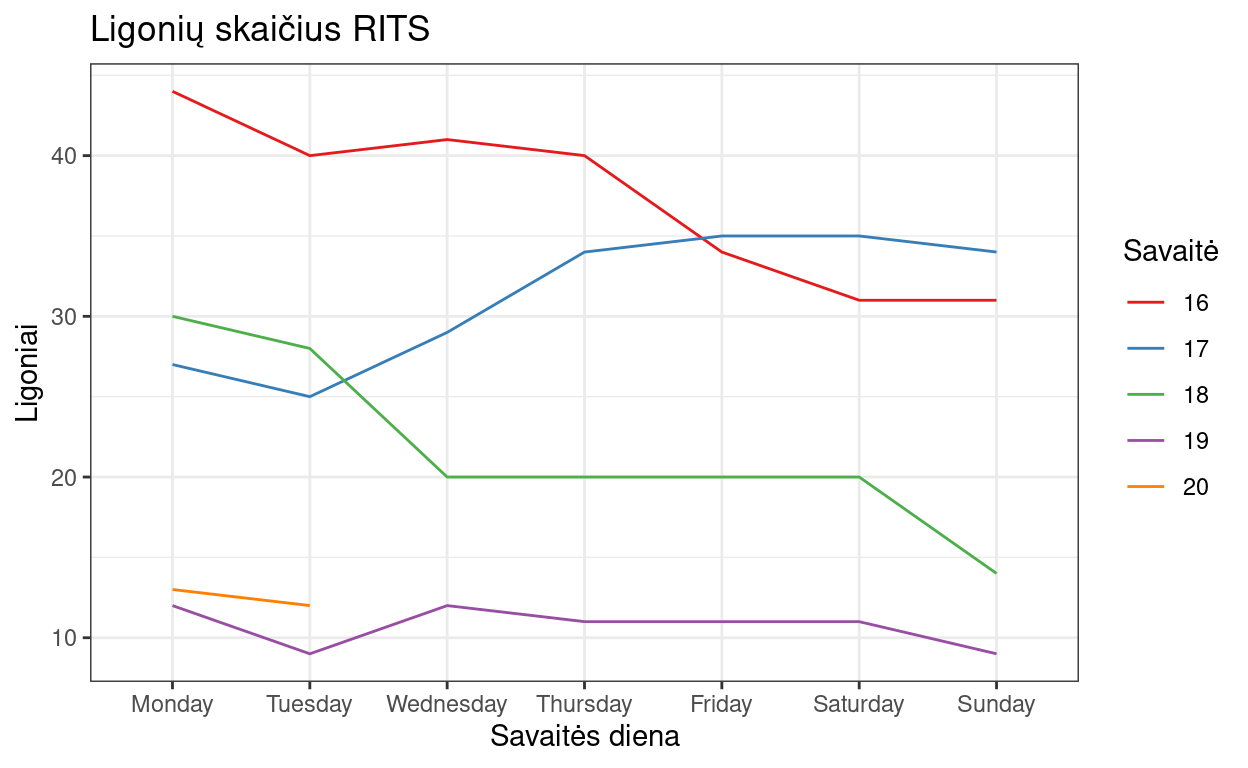 Ligonių skaičius RITS
Ligoniai
40
30
20
10
Monday Tuesday Wednesday Thursday Friday Saturday Sunday
Savaitės diena
Savaitė
16
17
18
19
20